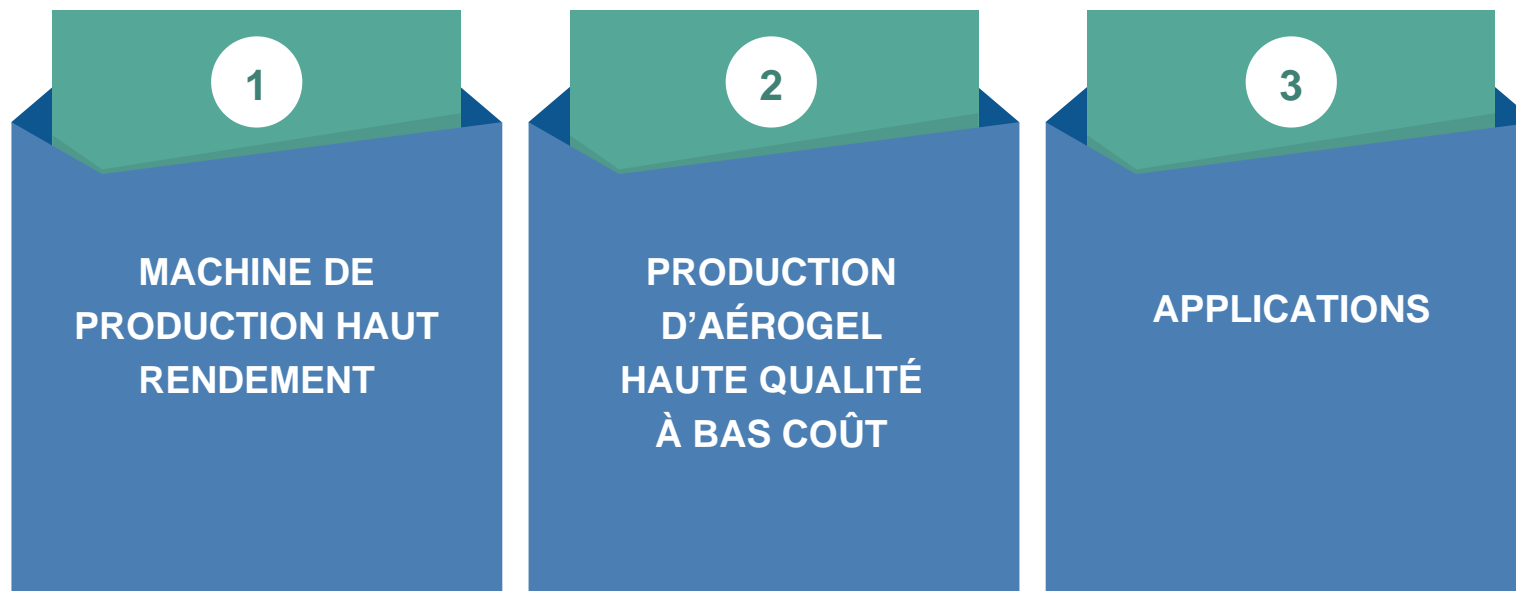 1
MACHINE DE
PRODUCTION HAUT
RENDEMENT
2
PRODUCTION
D’AÉROGEL
HAUTE QUALITÉ
À BAS COÛT
3
APPLICATIONS